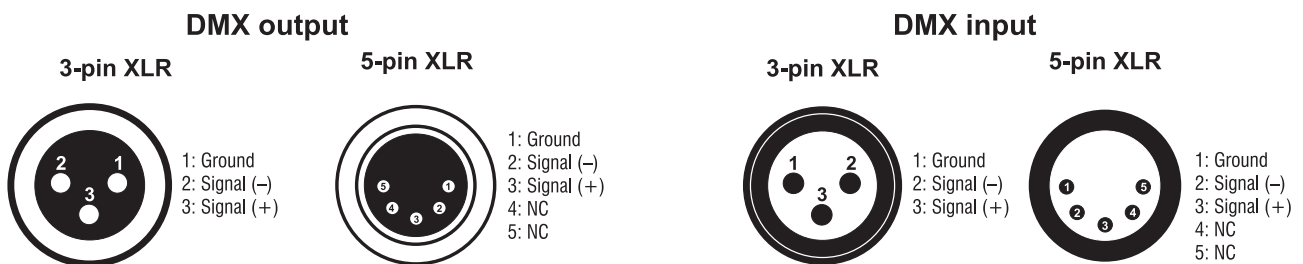 DMX output
3-pin XLR
2 1
3
1: Ground
2: Signal (–)
3: Signal (+)
5-pin XLR
5 1
4 2
3
1: Ground
2: Signal (–)
3: Signal (+)
4: NC
5: NC
DMX input
3-pin XLR
1 2
3
1: Ground
2: Signal (–)
3: Signal (+)
5-pin XLR
1 5
2 4
3
1: Ground
2: Signal (–)
3: Signal (+)
4: NC
5: NC